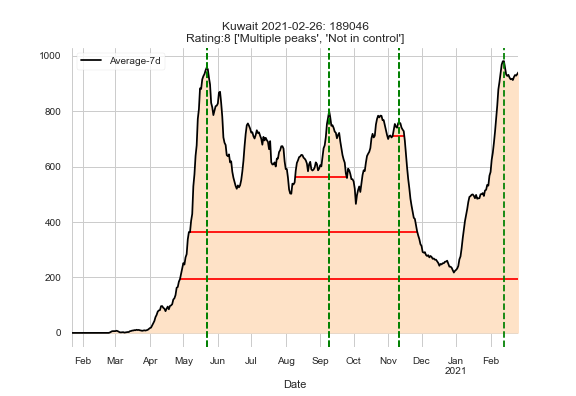 Kuwait 2021-02-26: 189046
Rating:8 ['Multiple peaks', 'Not in control']
Average-7d
1000
800
600
400
200
0
Feb Mar Apr May Jun Jul Aug Sep Oct Nov Dec Jan Feb
2021
Date